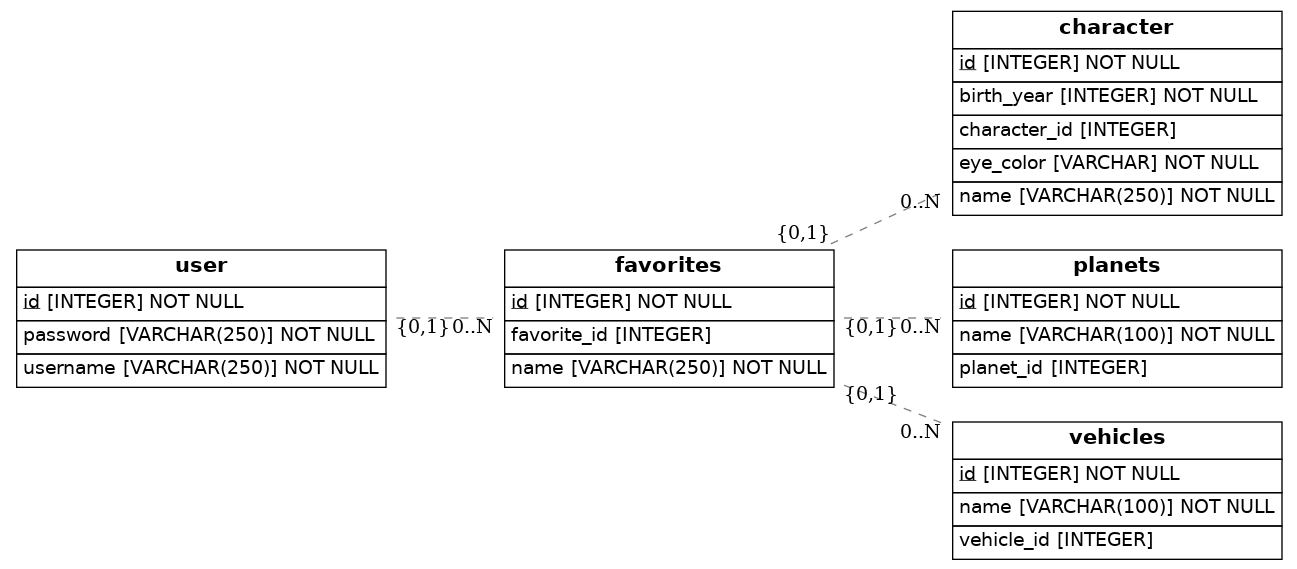 character
id [INTEGER] NOT NULL
birth_year [INTEGER] NOT NULL
character_id [INTEGER]
eye_color [VARCHAR] NOT NULL
name [VARCHAR(250)] NOT NULL
0..N
{0,1}
user
id [INTEGER] NOT NULL
password [VARCHAR(250)] NOT NULL
username [VARCHAR(250)] NOT NULL
{0,1}
0..N
favorites
id [INTEGER] NOT NULL
favorite_id [INTEGER]
name [VARCHAR(250)] NOT NULL
{0,1}
0..N
planets
id [INTEGER] NOT NULL
name [VARCHAR(100)] NOT NULL
planet_id [INTEGER]
{0,1}
0..N
vehicles
id [INTEGER] NOT NULL
name [VARCHAR(100)] NOT NULL
vehicle_id [INTEGER]